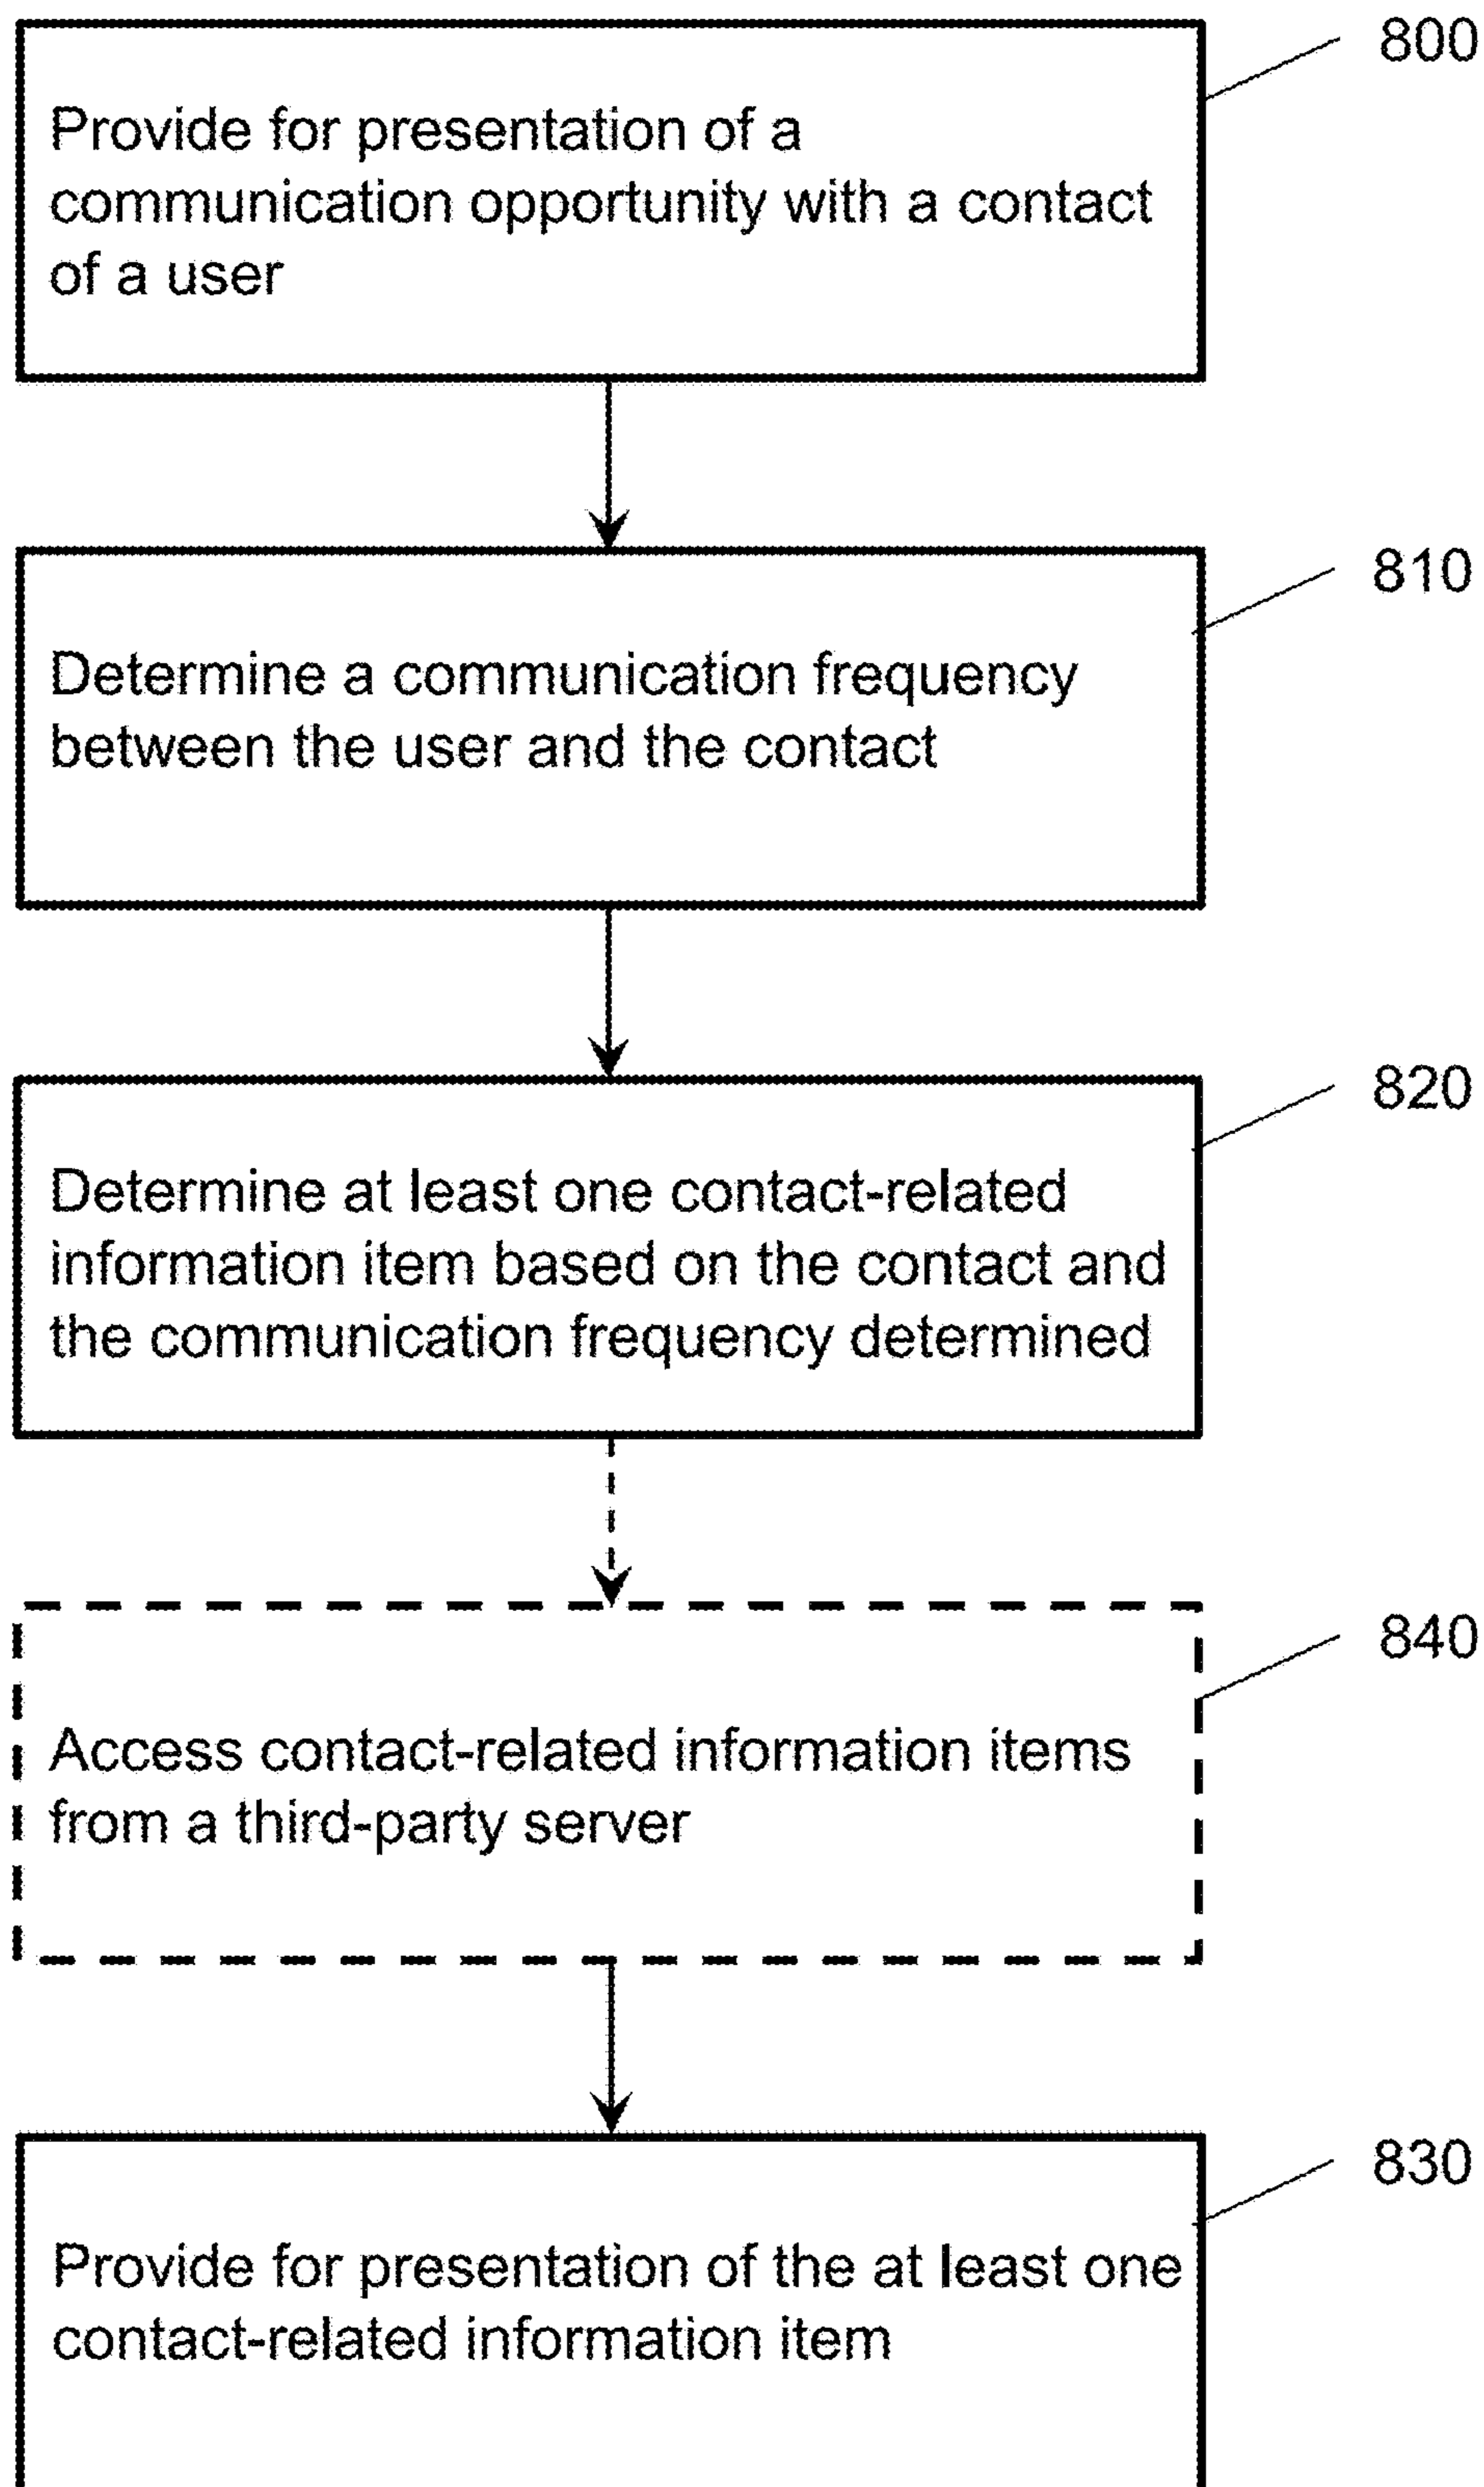 800
Provide for presentation of a
communication opportunity with a contact
of a user
810
Determine a communication frequency
between the user and the contact
820
Determine at least one contact-related
information item based on the contact and
the communication frequency determined
840
Access contact-related information items
from a third-party server
830
Provide for presentation of the at least one
contact-related information item